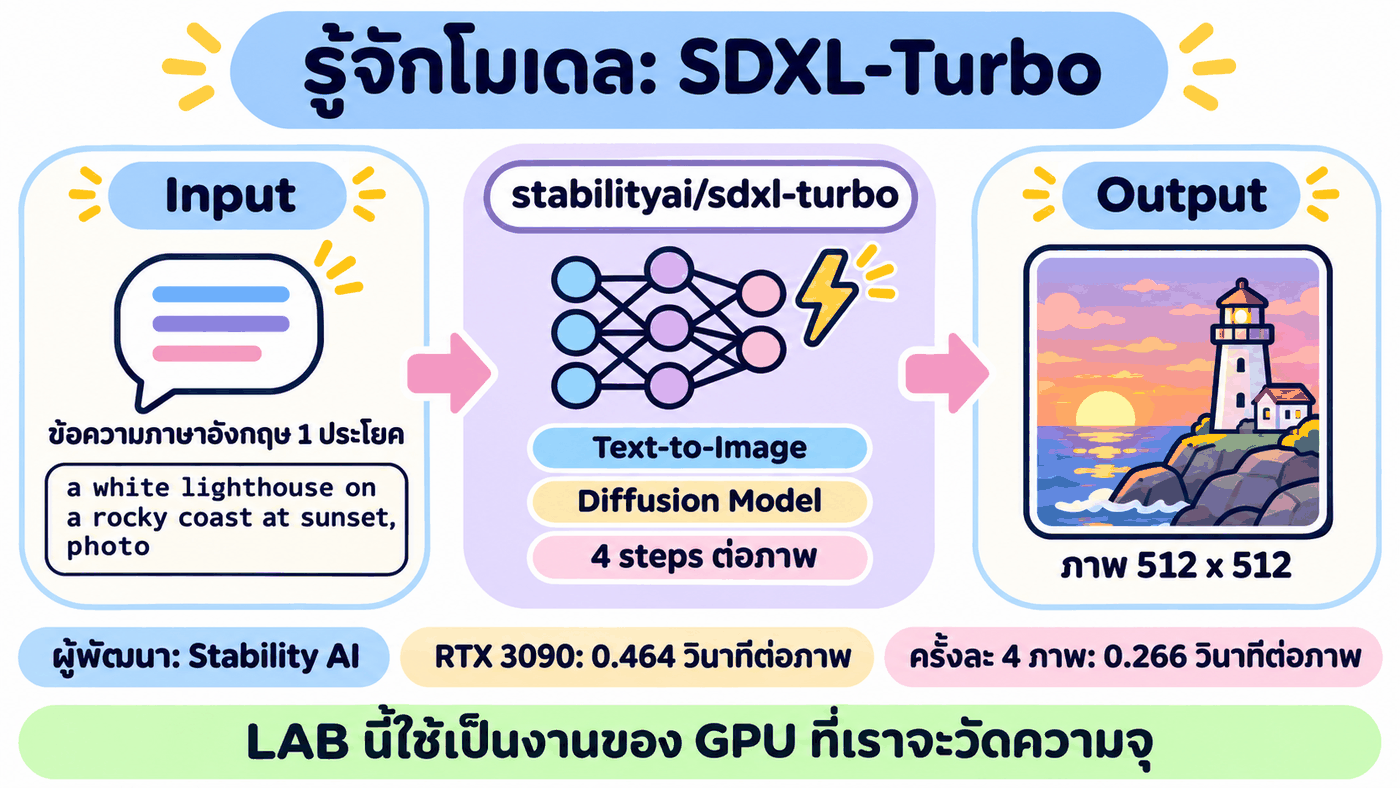 รู้จักโมเดล: SDXL-Turbo
Input
ข้อความภาษาอังกฤษ 1 ประโยค
a white lighthouse on
a rocky coast at sunset,
photo
stabilityai/sdxl-turbo
Text-to-Image
Diffusion Model
4 steps ต่อภาพ
Output
ภาพ 512 x 512
ผู้พัฒนา: Stability AI
RTX 3090: 0.464 วินาทีต่อภาพ
ครั้งละ 4 ภาพ: 0.266 วินาทีต่อภาพ
LAB นี้ใช้เป็นงานของ GPU ที่เราจะวัดความจุ